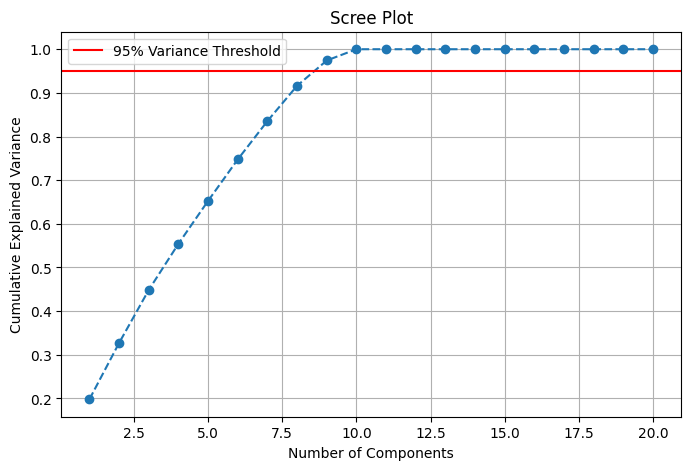 Scree Plot
95% Variance Threshold
Cumulative Explained Variance
1.0
0.9
0.8
0.7
0.6
0.5
0.4
0.3
0.2
2.5 5.0 7.5 10.0 12.5 15.0 17.5 20.0
Number of Components